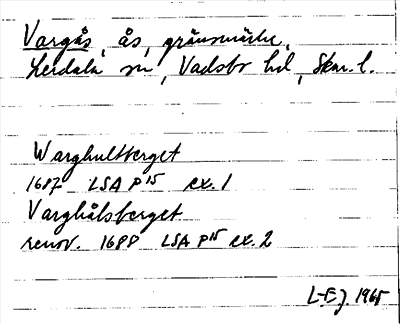 Vargås, ås, gränsmärke,
Lerdala sn, Vadsbo hd, Skar. l.
Warghultberget
1687 LSA P15 ex. 1
Varghålsberget
renov. 1688 LSA P15 ex. 2
L-EJ 1965